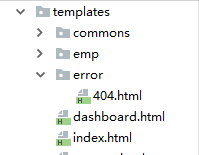 templates
commons
emp
error
404.html
dashboard.html
index.html